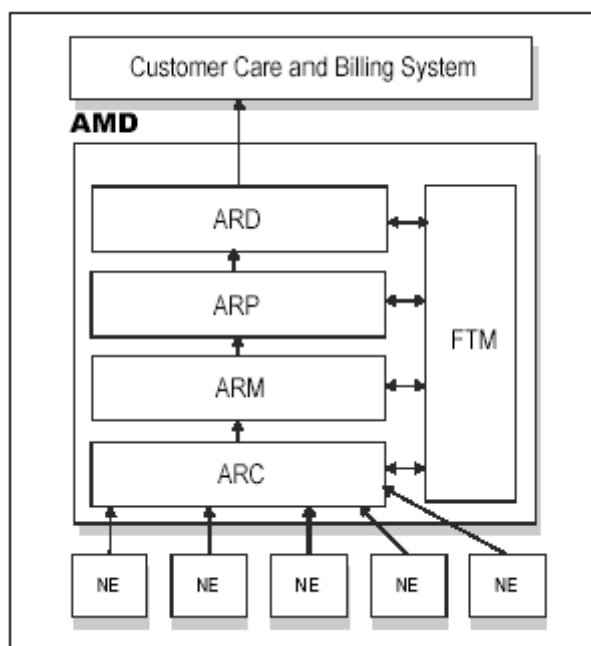 Customer Care and Billing System
AMD
ARD
ARP
FTM
ARM
ARC
NE
NE
NE
NE
NE